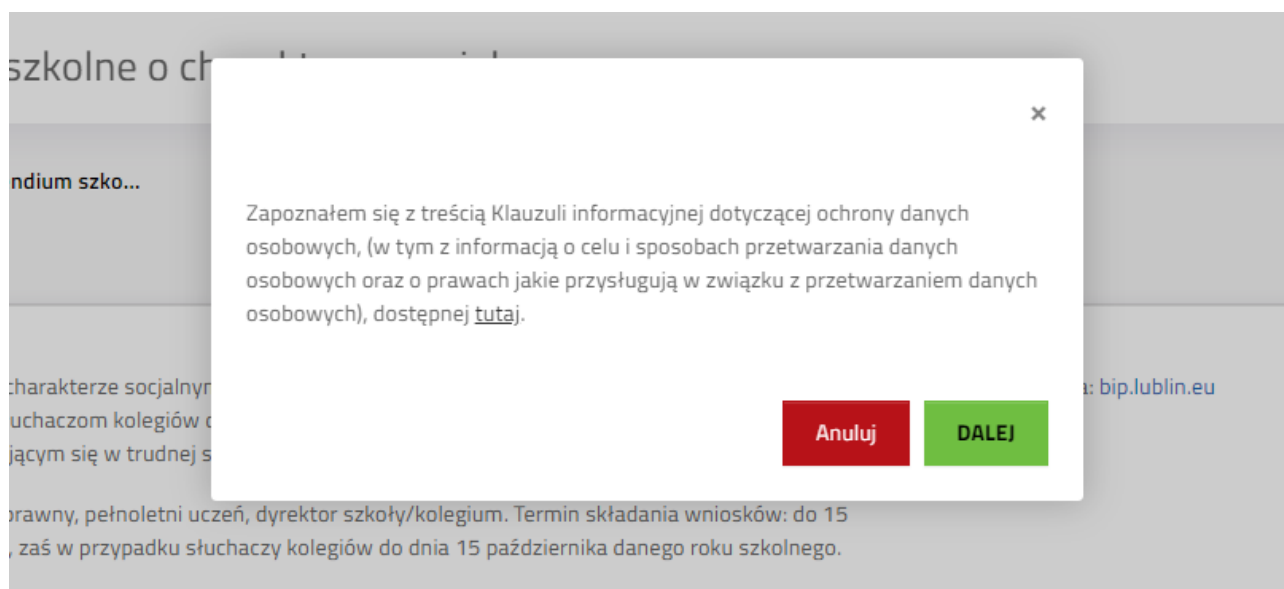 szkolne o ch
×
ndium szko...
Zapoznałem się z treścią Klauzuli informacyjnej dotyczącej ochrony danych
osobowych, (w tym z informacją o celu i sposobach przetwarzania danych
osobowych oraz o prawach jakie przysługują w związku z przetwarzaniem danych
osobowych), dostępnej tutaj.
charakterze socjalnym bip.lublin.eu
łuchaczom kolegiów
jącym się w trudnej s
Anuluj DALEJ
prawny, pełnoletni uczeń, dyrektor szkoły/kolegium. Termin składania wniosków: do 15
, zaś w przypadku słuchaczy kolegiów do dnia 15 października danego roku szkolnego.